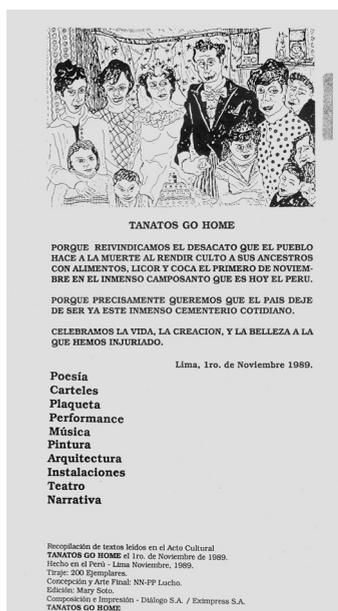 TANATOS GO HOME
PORQUE REIVINDICAMOS EL DESACATO QUE EL PUEBLO
HACE A LA MUERTE AL RENDIR CULTO A SUS ANCESTROS
CON ALIMENTOS, LICOR Y COCA EL PRIMERO DE NOVIEM-
BRE EN EL INMENSO CAMPOSANTO QUE ES HOY EL PERU.
PORQUE PRECISAMENTE QUEREMOS QUE EL PAIS DEJE
DE SER YA ESTE INMENSO CEMENTERIO COTIDIANO.
CELEBRAMOS LA VIDA, LA CREACION, Y LA BELLEZA A LA
QUE HEMOS INJURIADO.
Lima, 1ro. de Noviembre 1989.
Poesía
Carteles
Plaqueta
Performance
Música
Pintura
Arquitectura
Instalaciones
Teatro
Narrativa
Recopilación de textos leídos en el Acto Cultural
TANATOS GO HOME el 1ro. de Noviembre de 1989.
Hecho en el Perú - Lima Noviembre, 1989.
Tiraje: 200 Ejemplares.
Concepción y Arte Final: NN-PP Lucho.
Edición: Mary Soto.
Composición e Impresión - Diálogo S.A. / Eximpress S.A.
TANATOS GO HOME